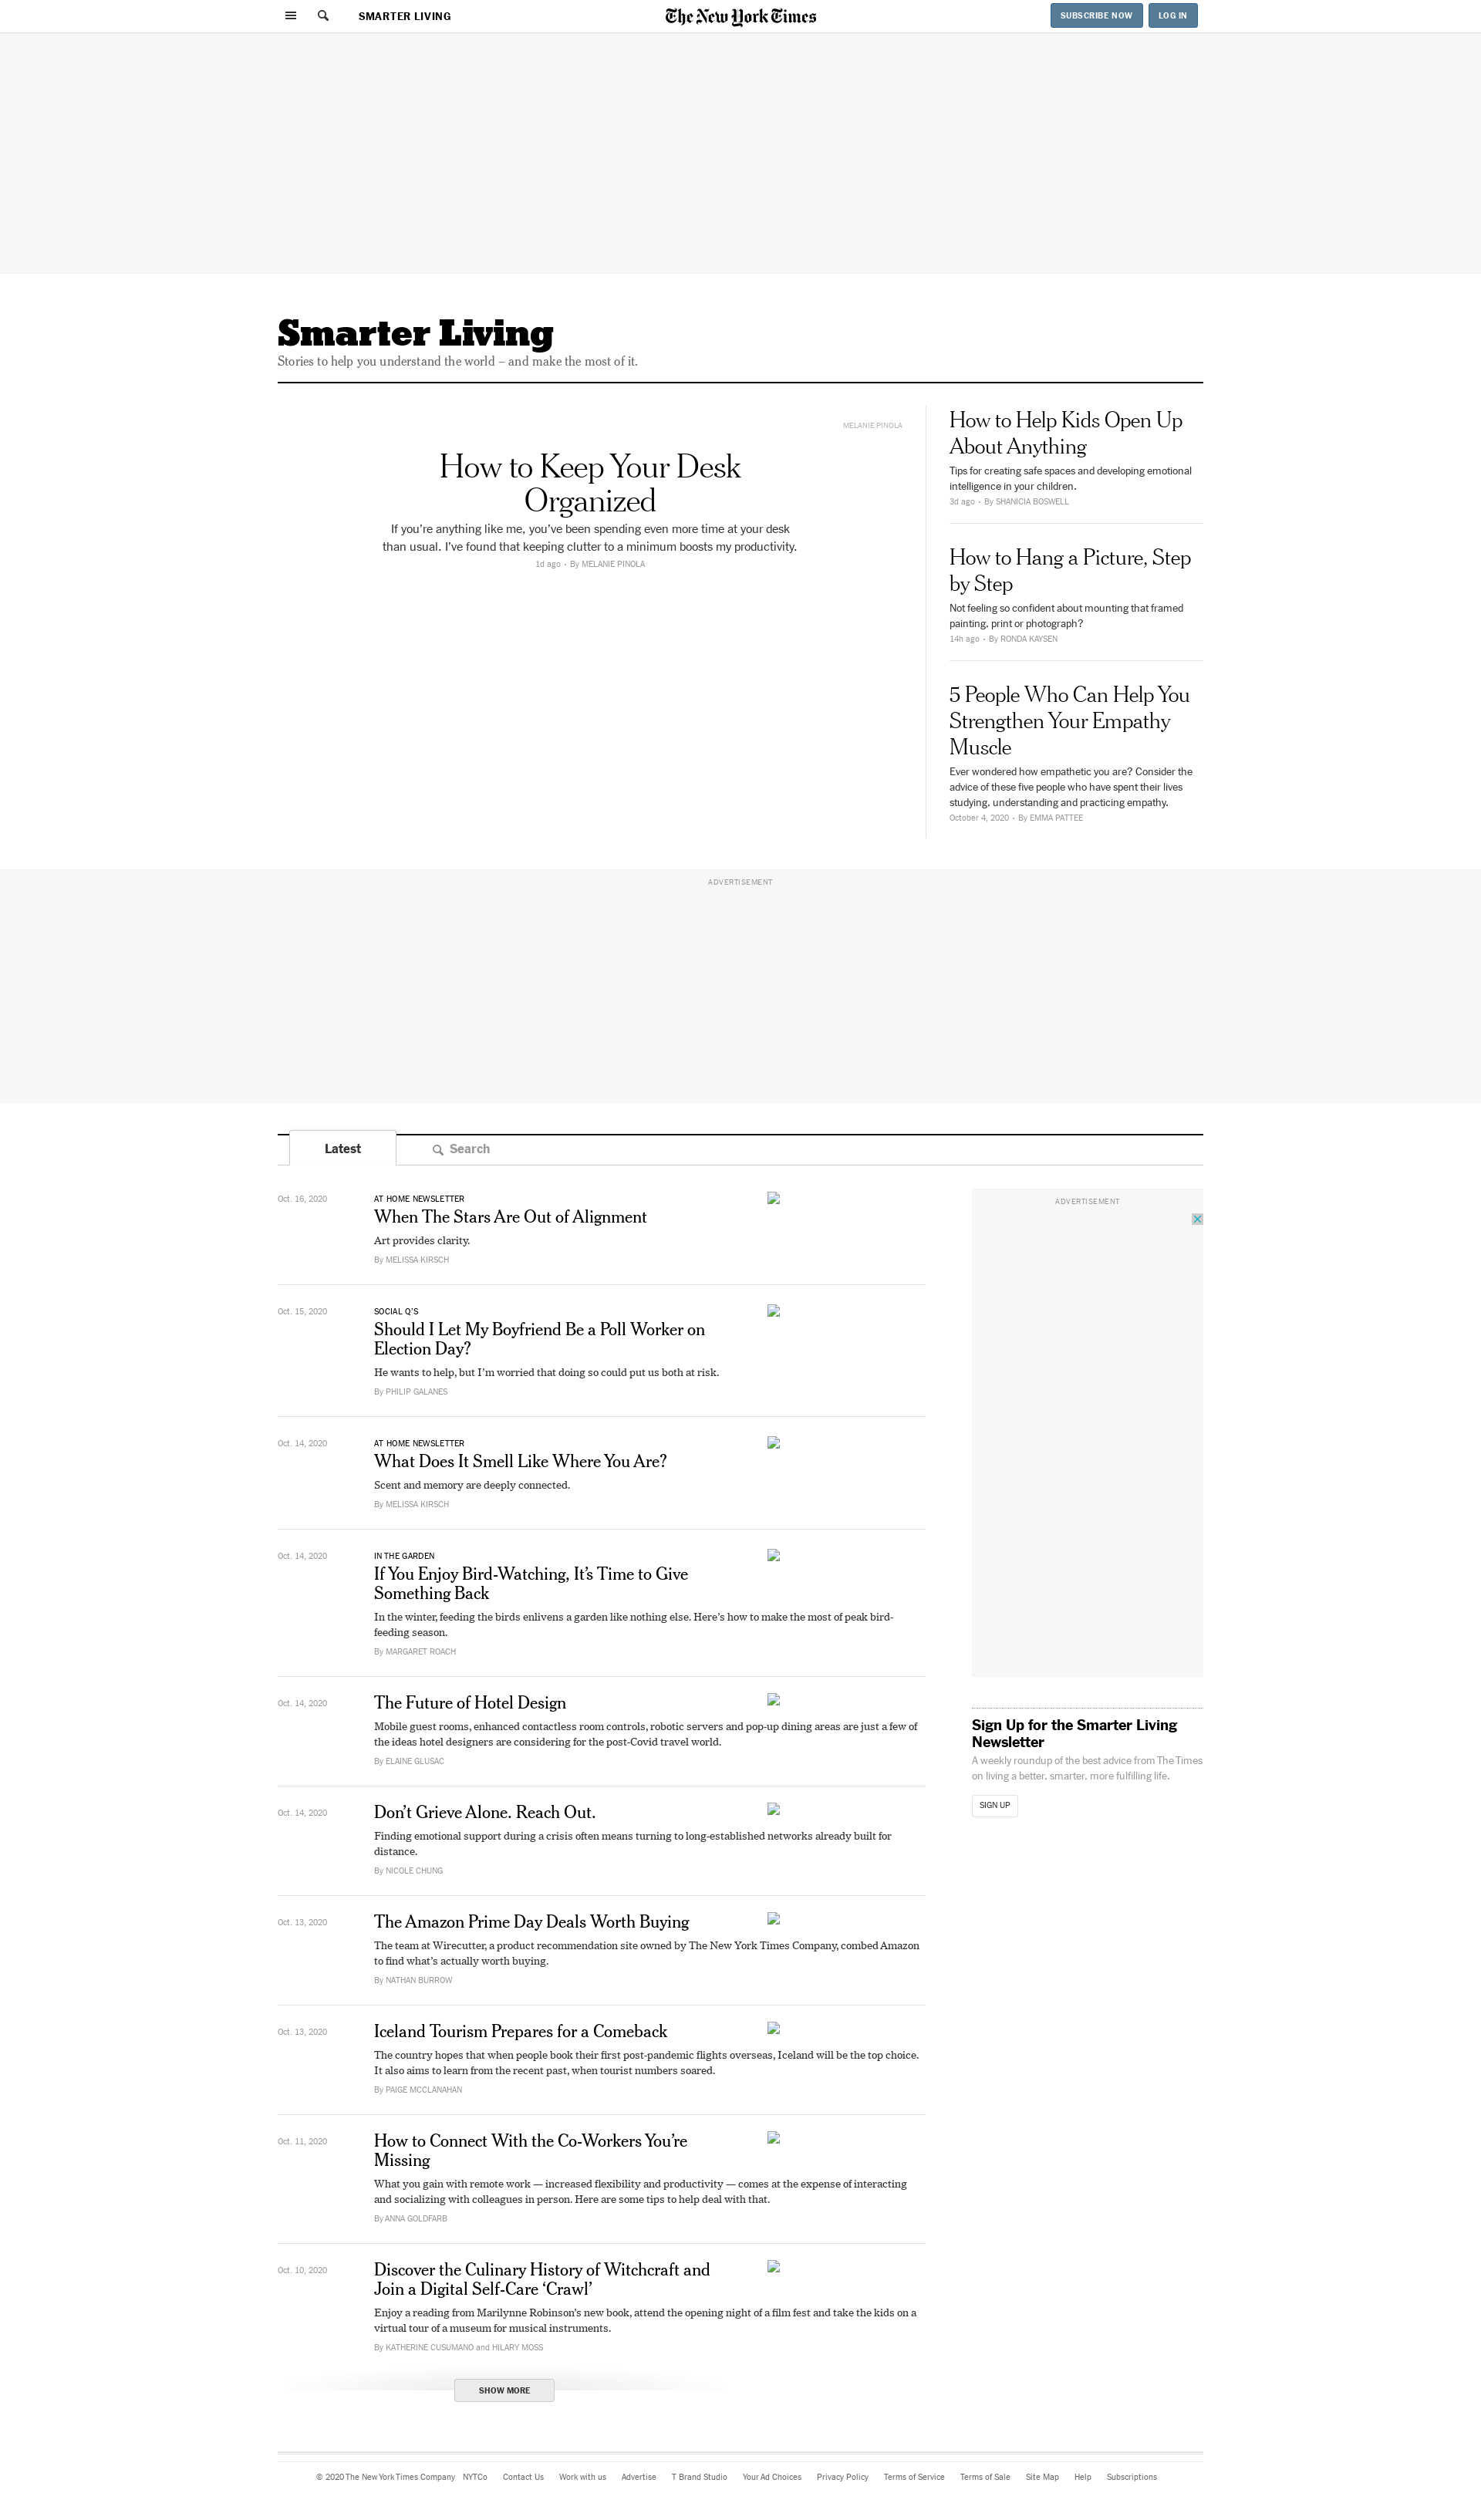 SMARTER LIVING
The New York Times
SUBSCRIBE NOW
LOG IN
Smarter Living
Stories to help you understand the world – and make the most of it.
MELANIE PINOLA
How to Keep Your Desk
Organized
If you’re anything like me, you’ve been spending even more time at your desk
than usual. I’ve found that keeping clutter to a minimum boosts my productivity.
1d ago • By MELANIE PINOLA
How to Help Kids Open Up
About Anything
Tips for creating safe spaces and developing emotional
intelligence in your children.
3d ago • By SHANICIA BOSWELL
How to Hang a Picture, Step
by Step
Not feeling so confident about mounting that framed
painting, print or photograph?
14h ago • By RONDA KAYSEN
5 People Who Can Help You
Strengthen Your Empathy
Muscle
Ever wondered how empathetic you are? Consider the
advice of these five people who have spent their lives
studying, understanding and practicing empathy.
October 4, 2020 • By EMMA PATTEE
ADVERTISEMENT
Latest
Search
Oct. 16, 2020
AT HOME NEWSLETTER
When The Stars Are Out of Alignment
Art provides clarity.
By MELISSA KIRSCH
Oct. 15, 2020
SOCIAL Q’S
Should I Let My Boyfriend Be a Poll Worker on
Election Day?
He wants to help, but I’m worried that doing so could put us both at risk.
By PHILIP GALANES
Oct. 14, 2020
AT HOME NEWSLETTER
What Does It Smell Like Where You Are?
Scent and memory are deeply connected.
By MELISSA KIRSCH
Oct. 14, 2020
IN THE GARDEN
If You Enjoy Bird-Watching, It’s Time to Give
Something Back
In the winter, feeding the birds enlivens a garden like nothing else. Here’s how to make the most of peak bird-
feeding season.
By MARGARET ROACH
Oct. 14, 2020
The Future of Hotel Design
Mobile guest rooms, enhanced contactless room controls, robotic servers and pop-up dining areas are just a few of
the ideas hotel designers are considering for the post-Covid travel world.
By ELAINE GLUSAC
Oct. 14, 2020
Don’t Grieve Alone. Reach Out.
Finding emotional support during a crisis often means turning to long-established networks already built for
distance.
By NICOLE CHUNG
Oct. 13, 2020
The Amazon Prime Day Deals Worth Buying
The team at Wirecutter, a product recommendation site owned by The New York Times Company, combed Amazon
to find what’s actually worth buying.
By NATHAN BURROW
Oct. 13, 2020
Iceland Tourism Prepares for a Comeback
The country hopes that when people book their first post-pandemic flights overseas, Iceland will be the top choice.
It also aims to learn from the recent past, when tourist numbers soared.
By PAIGE MCCLANAHAN
Oct. 11, 2020
How to Connect With the Co-Workers You’re
Missing
What you gain with remote work — increased flexibility and productivity — comes at the expense of interacting
and socializing with colleagues in person. Here are some tips to help deal with that.
By ANNA GOLDFARB
Oct. 10, 2020
Discover the Culinary History of Witchcraft and
Join a Digital Self-Care ‘Crawl’
Enjoy a reading from Marilynne Robinson’s new book, attend the opening night of a film fest and take the kids on a
virtual tour of a museum for musical instruments.
By KATHERINE CUSUMANO and HILARY MOSS
SHOW MORE
ADVERTISEMENT
Sign Up for the Smarter Living
Newsletter
A weekly roundup of the best advice from The Times
on living a better, smarter, more fulfilling life.
SIGN UP
© 2020 The New York Times Company NYTCo Contact Us Work with us Advertise T Brand Studio Your Ad Choices Privacy Policy Terms of Service Terms of Sale Site Map Help Subscriptions